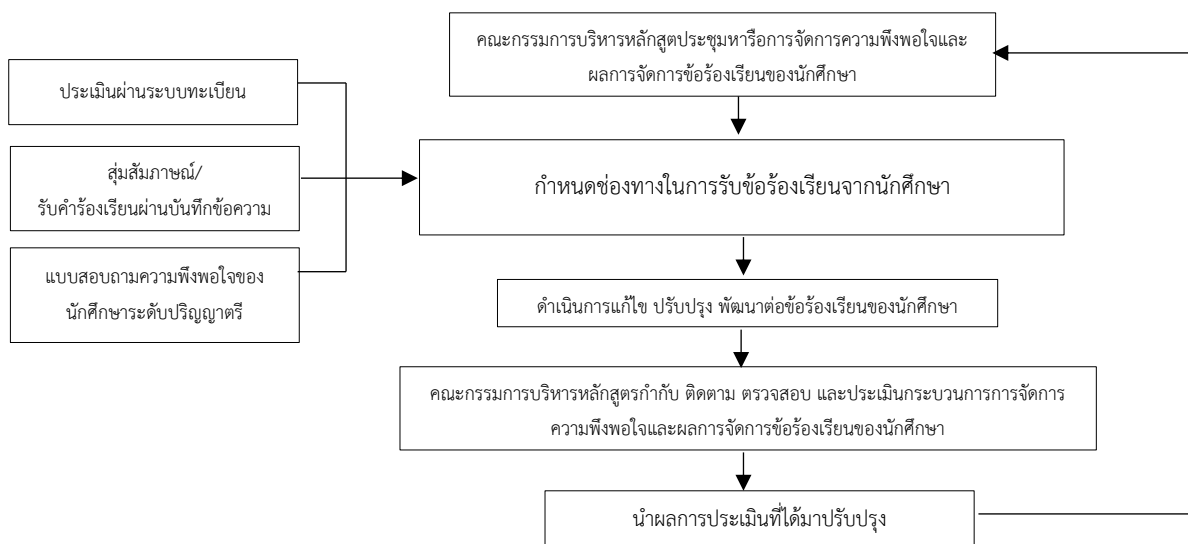 คณะกรรมการบริหารหลักสูตประชุมหารือการจัดการความพึงพอใจและ
ผลการจัดการข้อร้องเรียนของนักศึกษา
ประเมินผ่านระบบทะเบียน
สุ่มสัมภาษณ์/
รับคำร้องเรียนผ่านบันทึกข้อความ
แบบสอบถามความพึงพอใจของ
นักศึกษาระดับปริญญาตรี
กำหนดช่องทางในการรับข้อร้องเรียนจากนักศึกษา
ดำเนินการแก้ไข ปรับปรุง พัฒนาต่อข้อร้องเรียนของนักศึกษา
คณะกรรมการบริหารหลักสูตรกำกับ ติดตาม ตรวจสอบ และประเมินกระบวนการการจัดการ
ความพึงพอใจและผลการจัดการข้อร้องเรียนของนักศึกษา
นำผลการประเมินที่ได้มาปรับปรุง